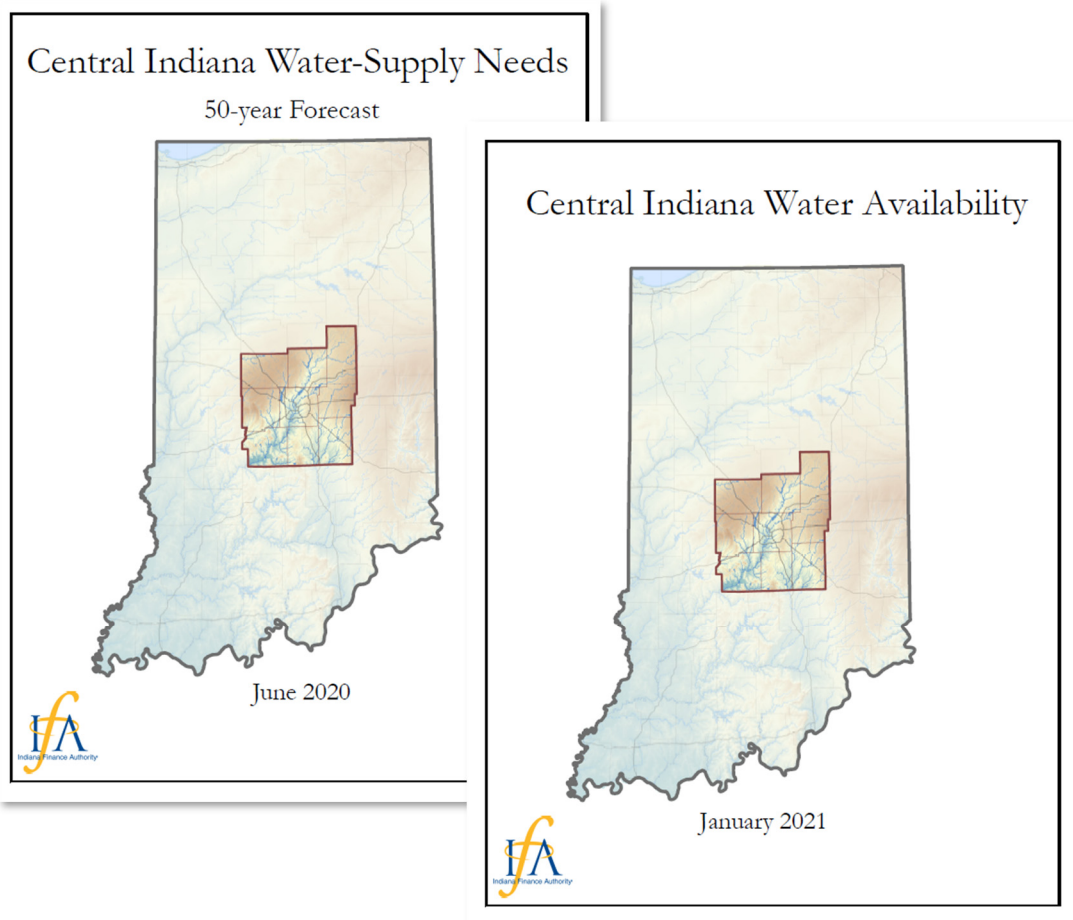 Central Indiana Water-Supply Needs
50-year Forecast
June 2020
IfA
Indiana Finance Authority
Central Indiana Water Availability
January 2021
IfA
Indiana Finance Authority